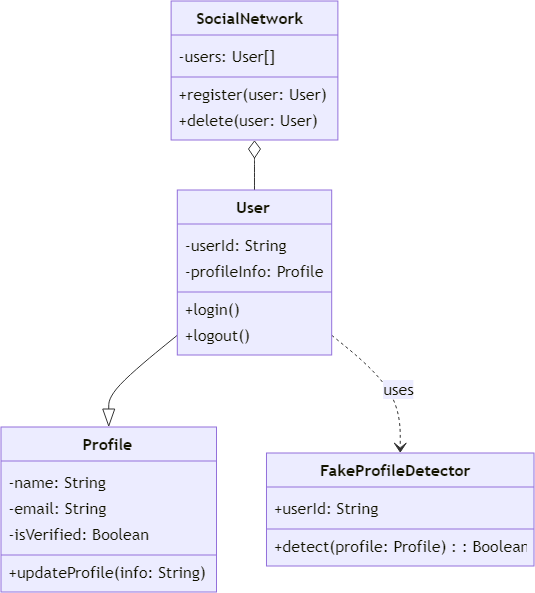 SocialNetwork
-users: User[]
+register(user: User)
+delete(user: User)
User
-userId: String
-profileInfo: Profile
+login()
+logout()
uses
Profile
-name: String
-email: String
-isVerified: Boolean
+updateProfile(info: String)
FakeProfileDetector
+userId: String
+detect(profile: Profile) : : Boolean